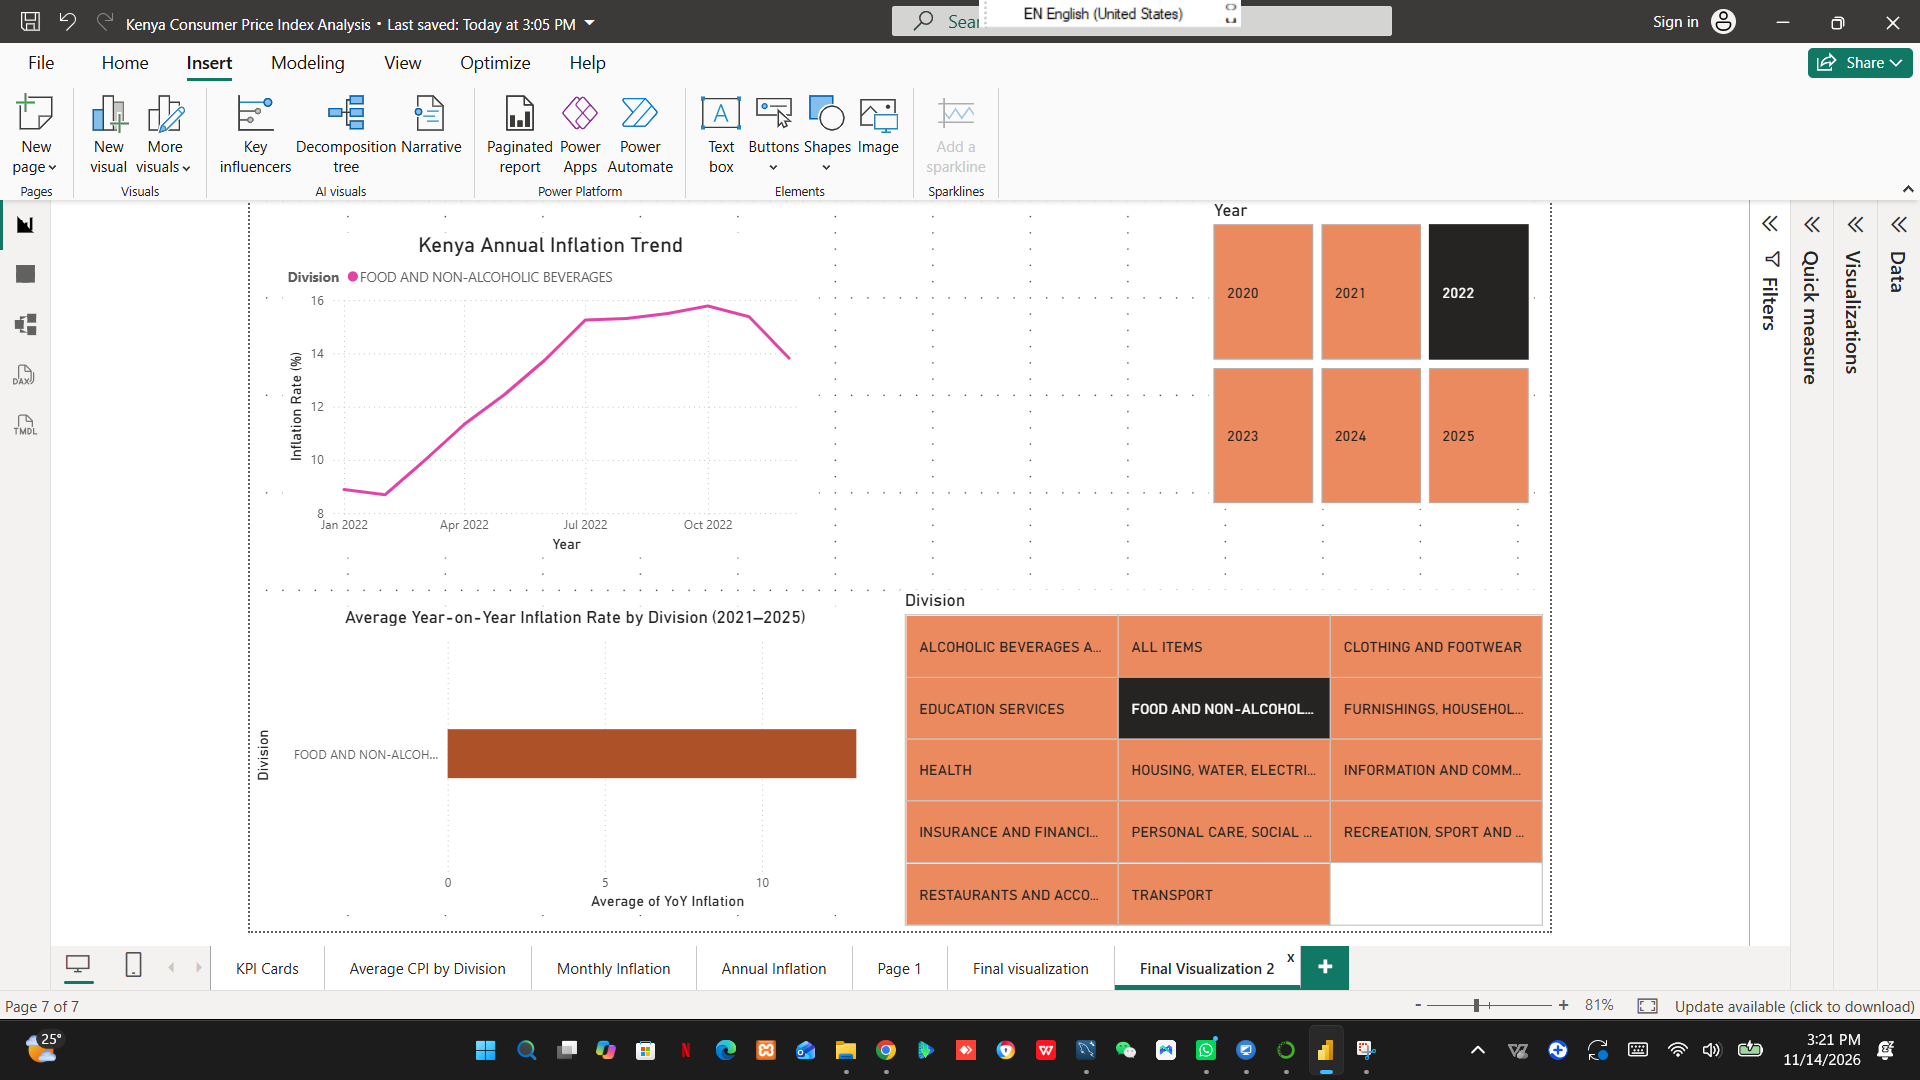 Kenya Consumer Price Index Analysis • Last saved: Today at 3:05 PM
EN English (United States)
Sign in
File
Home
Insert
Modeling
View
Optimize
Help
Share
New page
New visual
More visuals
Key influencers
Decomposition tree
Narrative
Paginated report
Power Apps
Power Automate
Text box
Buttons
Shapes
Image
Add a sparkline
Pages
Visuals
AI visuals
Power Platform
Elements
Sparklines
DAX
TMDL
Kenya Annual Inflation Trend
Division FOOD AND NON-ALCOHOLIC BEVERAGES
Inflation Rate (%)
16
14
12
10
8
Jan 2022
Apr 2022
Jul 2022
Oct 2022
Year
Year
2020
2021
2022
2023
2024
2025
Filters
Quick measure
Visualizations
Data
Average Year-on-Year Inflation Rate by Division (2021–2025)
Division
FOOD AND NON-ALCOH...
0
5
10
Average of YoY Inflation
Division
ALCOHOLIC BEVERAGES A...
ALL ITEMS
CLOTHING AND FOOTWEAR
EDUCATION SERVICES
FOOD AND NON-ALCOHOL...
FURNISHINGS, HOUSEHOL...
HEALTH
HOUSING, WATER, ELECTRI...
INFORMATION AND COMM...
INSURANCE AND FINANCI...
PERSONAL CARE, SOCIAL ...
RECREATION, SPORT AND ...
RESTAURANTS AND ACCO...
TRANSPORT
KPI Cards
Average CPI by Division
Monthly Inflation
Annual Inflation
Page 1
Final visualization
Final Visualization 2
x
+
Page 7 of 7
- + 81%
Update available (click to download)
25°
3:21 PM
11/14/2026